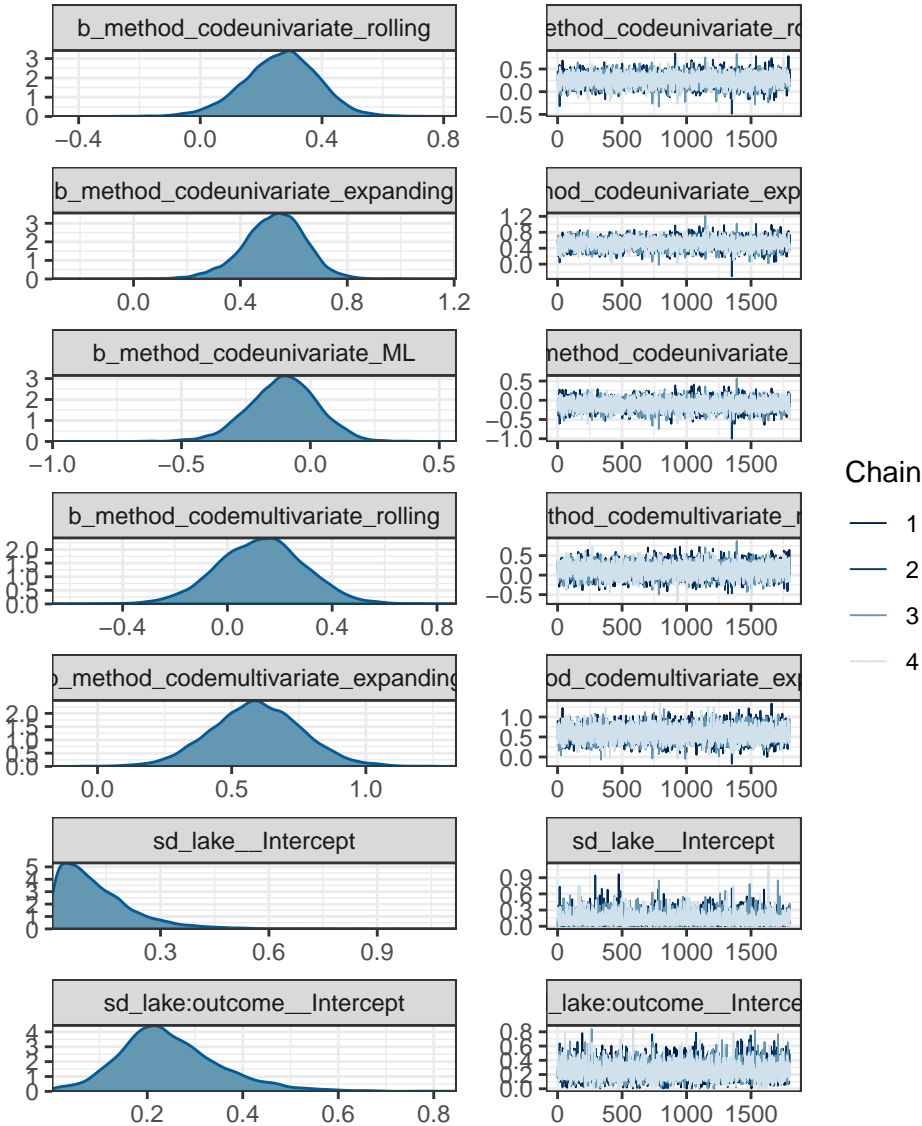 b_method_codeunivariate_rolling
ethod_codeunivariate_ro
3
2
1
0
−0.4 0.0 0.4 0.8
0.5
0.0
−0.5
0 500 1000 1500
b_method_codeunivariate_expanding
hod_codeunivariate_exp
3
2
1
0
0.0 0.4 0.8 1.2
1.2
0.8
0.4
0.0
0 500 1000 1500
b_method_codeunivariate_ML
method_codeunivariate_
3
2
1
0
−1.0 −0.5 0.0 0.5
0.5
0.0
−0.5
−1.0
0 500 1000 1500
b_method_codemultivariate_rolling
thod_codemultivariate_r
2.0
1.5
1.0
0.5
0.0
−0.4 0.0 0.4 0.8
0.5
0.0
−0.5
0 500 1000 1500
b_method_codemultivariate_expanding
od_codemultivariate_exp
2.0
1.5
1.0
0.5
0.0
0.0 0.5 1.0
1.0
0.5
0.0
0 500 1000 1500
sd_lake__Intercept
sd_lake__Intercept
5
4
3
2
1
0
0.3 0.6 0.9
0.9
0.6
0.3
0.0
0 500 1000 1500
sd_lake:outcome__Intercept
_lake:outcome__Interce
4
3
2
1
0
0.2 0.4 0.6 0.8
0.8
0.6
0.4
0.2
0.0
0 500 1000 1500
Chain
1
2
3
4